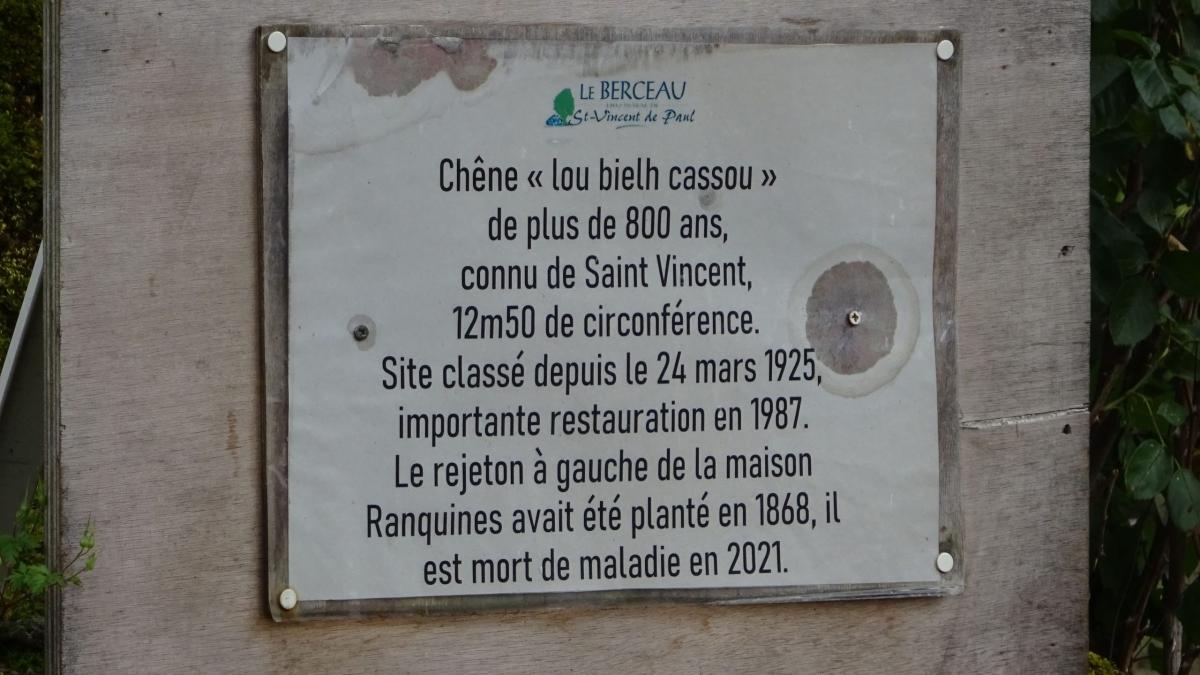 LE BERCEAU
St-Vincent de Paul
Chêne « lou bielh cassou »
de plus de 800 ans,
connu de Saint Vincent,
12m50 de circonférence.
Site classé depuis le 24 mars 1925,
importante restauration en 1987.
Le rejeton à gauche de la maison
Ranquines avait été planté en 1868, il
est mort de maladie en 2021.